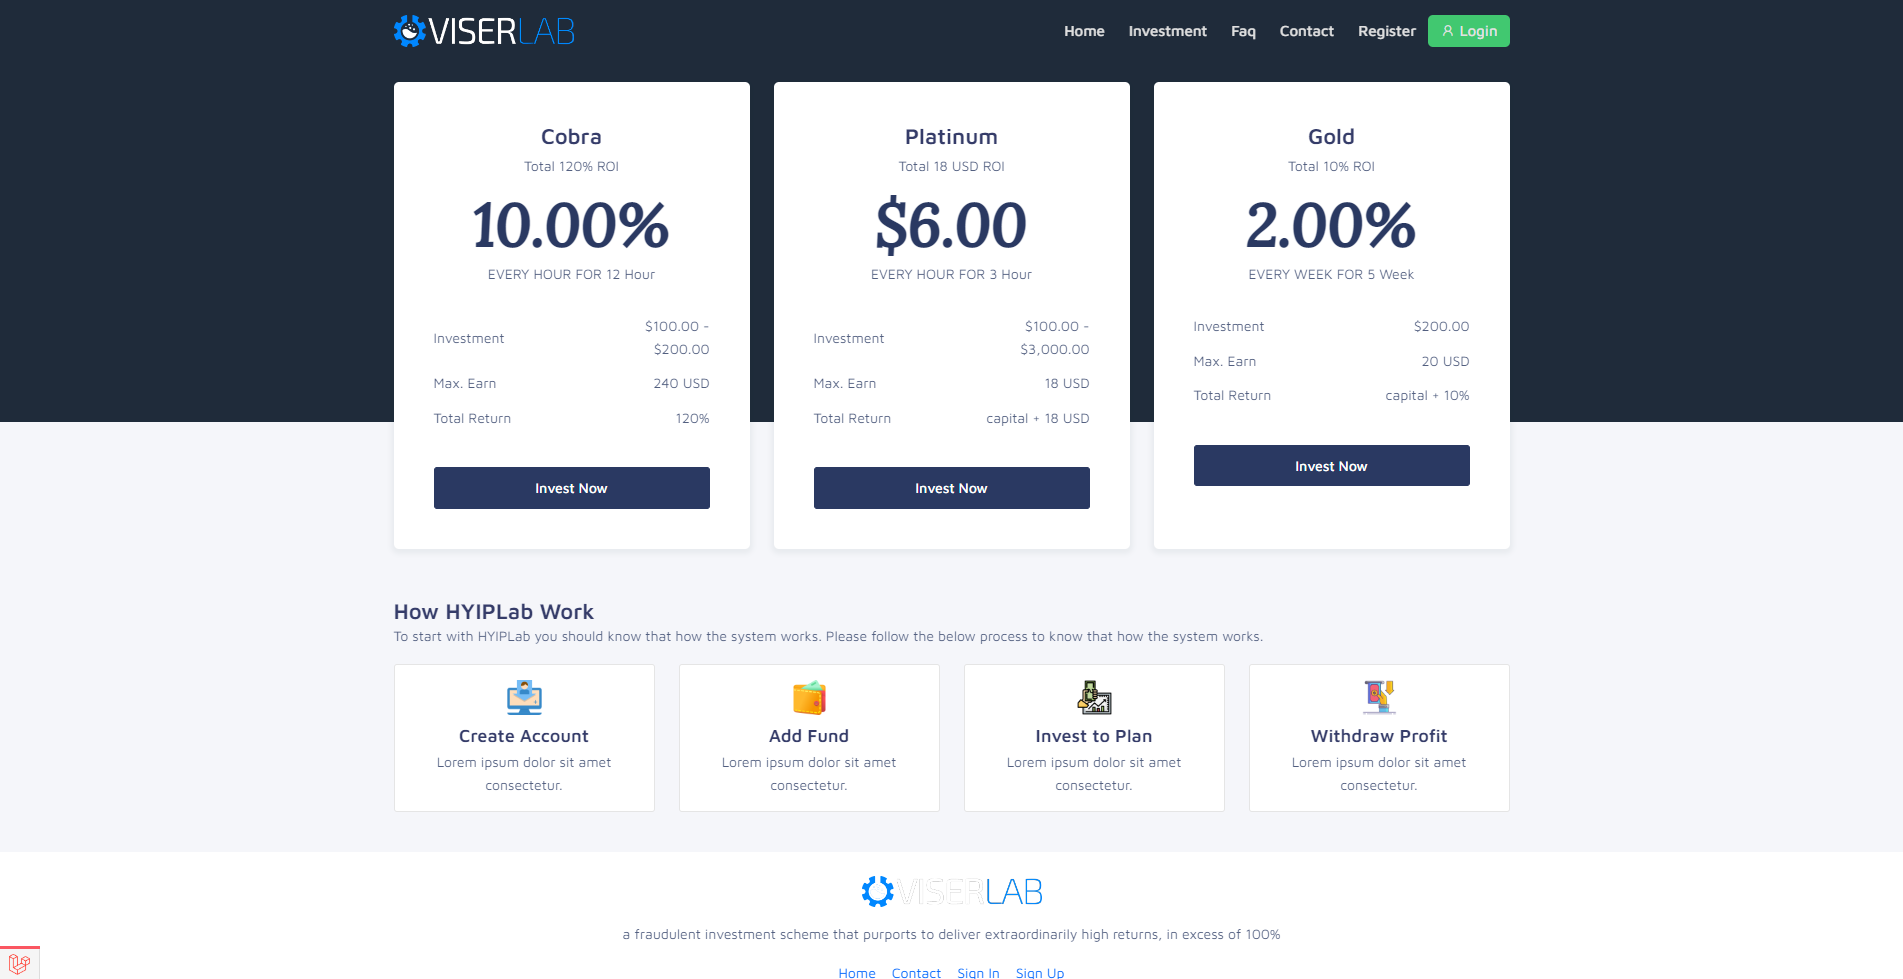 VISERLAB
Home Investment Faq Contact Register Login
Cobra
Total 120% ROI
10.00%
EVERY HOUR FOR 12 Hour
Investment $100.00 - $200.00
Max. Earn 240 USD
Total Return 120%
Invest Now
Platinum
Total 18 USD ROI
$6.00
EVERY HOUR FOR 3 Hour
Investment $100.00 - $3,000.00
Max. Earn 18 USD
Total Return capital + 18 USD
Invest Now
Gold
Total 10% ROI
2.00%
EVERY WEEK FOR 5 Week
Investment $200.00
Max. Earn 20 USD
Total Return capital + 10%
Invest Now
How HYIPLab Work
To start with HYIPLab you should know that how the system works. Please follow the below process to know that how the system works.
Create Account
Lorem ipsum dolor sit amet
consectetur.
Add Fund
Lorem ipsum dolor sit amet
consectetur.
Invest to Plan
Lorem ipsum dolor sit amet
consectetur.
Withdraw Profit
Lorem ipsum dolor sit amet
consectetur.
VISERLAB
a fraudulent investment scheme that purports to deliver extraordinarily high returns, in excess of 100%
Home Contact Sign In Sign Up